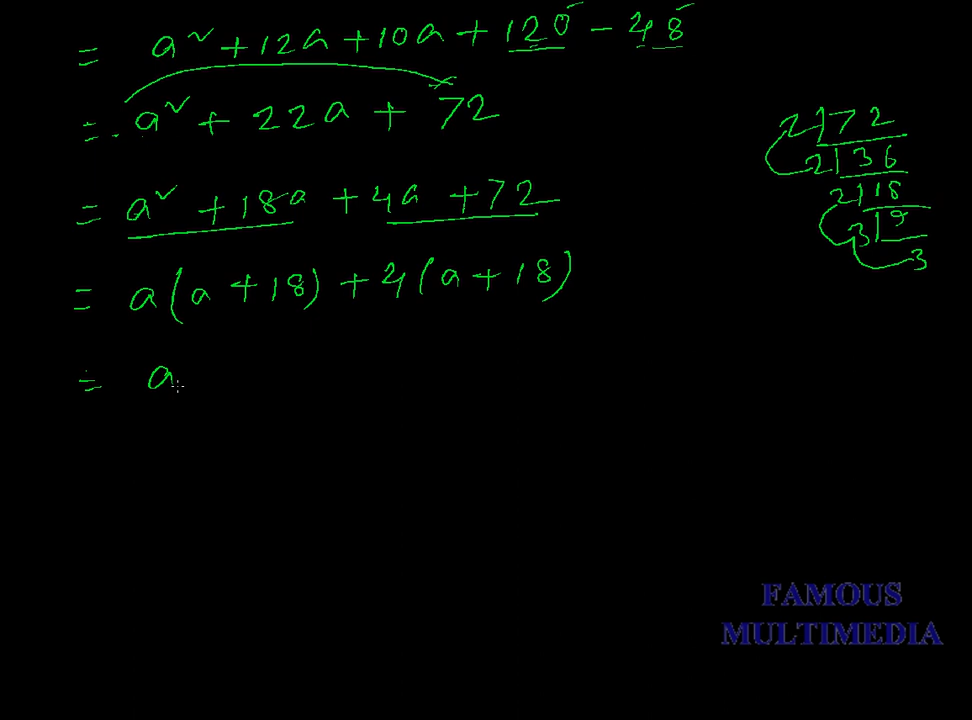 = a² + 12a + 10a + 120 - 48
= a² + 22a + 72
= a² + 18a + 4a + 72
= a(a + 18) + 4(a + 18)
= a
2|72
2|36
2|18
3|9
3
FAMOUS
MULTIMEDIA